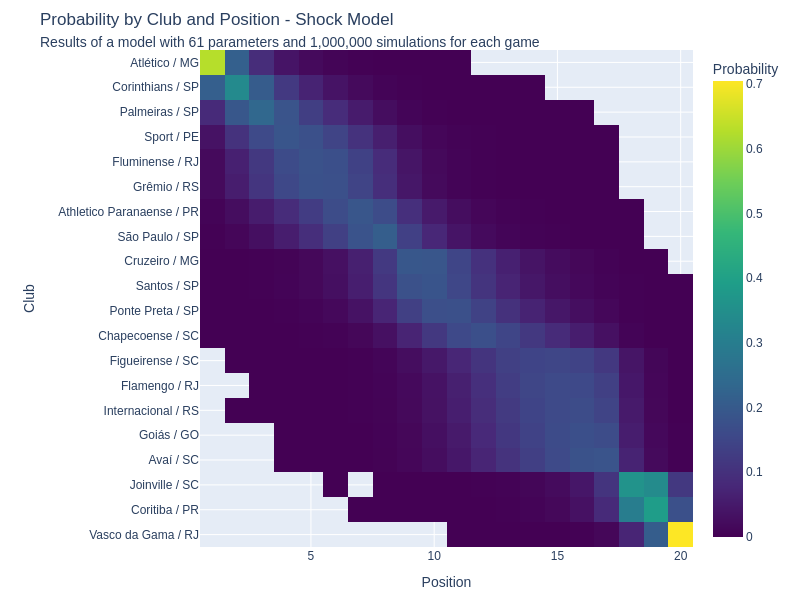 Probability by Club and Position - Shock Model
Results of a model with 61 parameters and 1,000,000 simulations for each game
Probability
Atlético / MG
Corinthians / SP
Palmeiras / SP
Sport / PE
Fluminense / RJ
Grêmio / RS
Athletico Paranaense / PR
São Paulo / SP
Cruzeiro / MG
Santos / SP
Ponte Preta / SP
Chapecoense / SC
Figueirense / SC
Flamengo / RJ
Internacional / RS
Goiás / GO
Avaí / SC
Joinville / SC
Coritiba / PR
Vasco da Gama / RJ
Club
0.7
0.6
0.5
0.4
0.3
0.2
0.1
0
5
10
15
20
Position